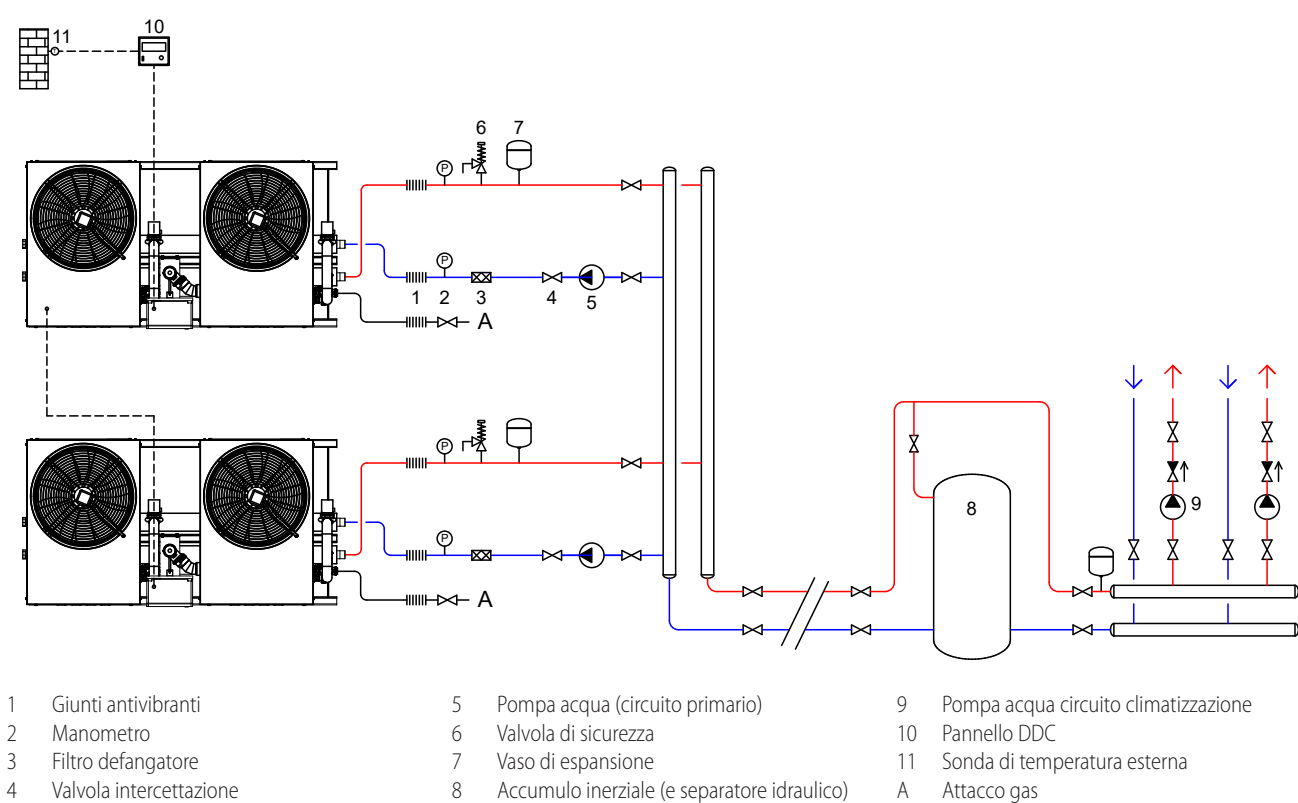 11
10
6
7
P
P
1
2
3
4
5
A
P
P
A
8
9
1 Giunti antivibranti
2 Manometro
3 Filtro defangatore
4 Valvola intercettazione
5 Pompa acqua (circuito primario)
6 Valvola di sicurezza
7 Vaso di espansione
8 Accumulo inerziale (e separatore idraulico)
9 Pompa acqua circuito climatizzazione
10 Pannello DDC
11 Sonda di temperatura esterna
A Attacco gas